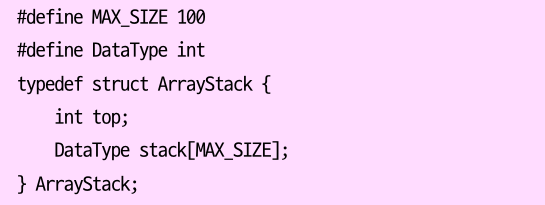 #define MAX_SIZE 100
#define DataType int
typedef struct ArrayStack {
    int top;
    DataType stack[MAX_SIZE];
} ArrayStack;